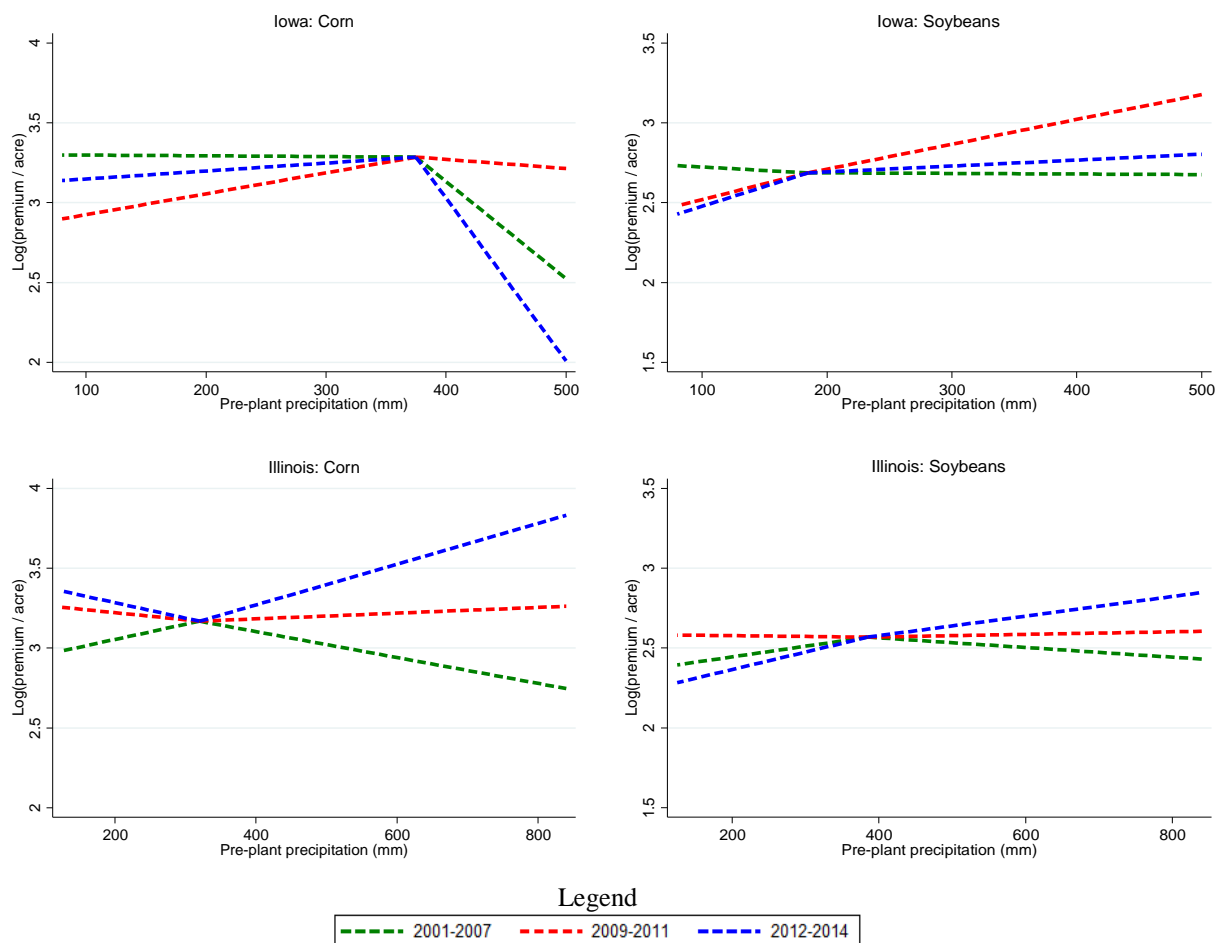 Iowa: Corn
Log(premium / acre)
4
3.5
3
2.5
2
100 200 300 400 500
Pre-plant precipitation (mm)
Iowa: Soybeans
Log(premium / acre)
3.5
3
2.5
2
1.5
100 200 300 400 500
Pre-plant precipitation (mm)
Illinois: Corn
Log(premium / acre)
4
3.5
3
2.5
2
200 400 600 800
Pre-plant precipitation (mm)
Illinois: Soybeans
Log(premium / acre)
3.5
3
2.5
2
1.5
200 400 600 800
Pre-plant precipitation (mm)
Legend
2001-2007 2009-2011 2012-2014